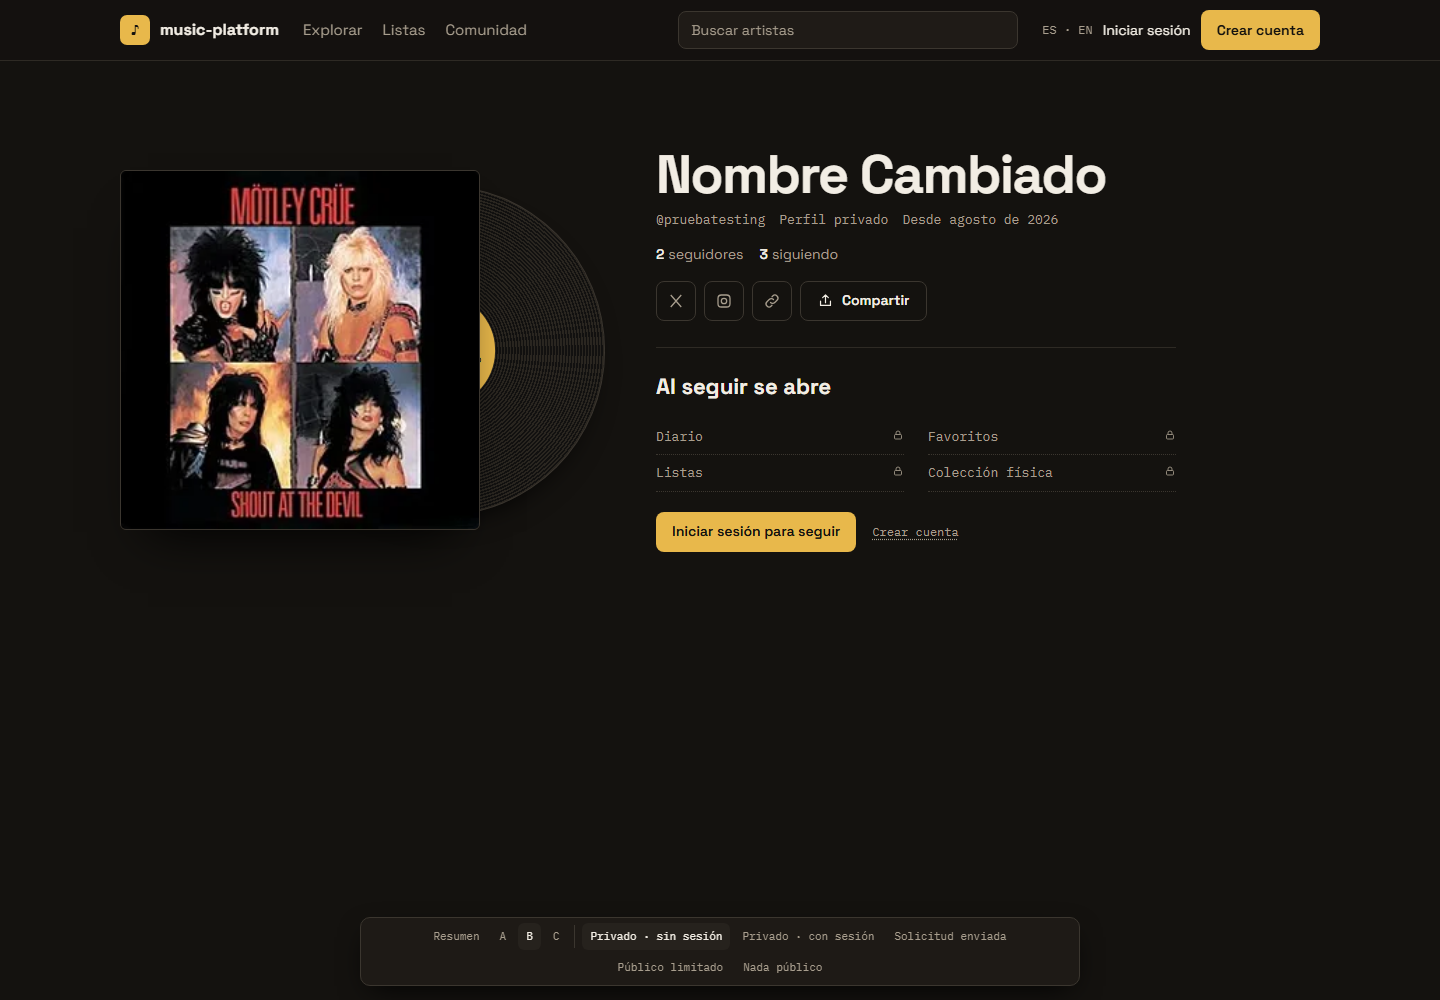 ♪ music-platform Explorar Listas Comunidad Buscar artistas ES · EN Iniciar sesión Crear cuenta
MÖTLEY CRÜE
SHOUT AT THE DEVIL
Nombre Cambiado
@pruebatesting Perfil privado Desde agosto de 2026
2 seguidores 3 siguiendo
Compartir
Al seguir se abre
Diario Favoritos
Listas Colección física
Iniciar sesión para seguir Crear cuenta
Resumen A B C Privado · sin sesión Privado · con sesión Solicitud enviada
Público limitado Nada público